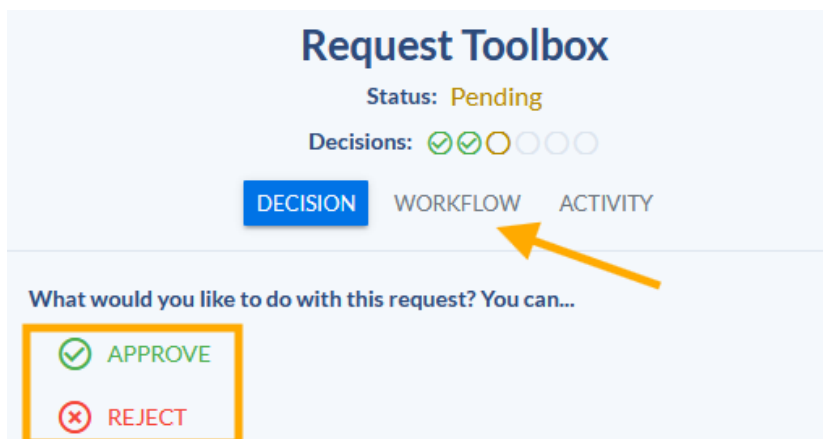 Request Toolbox
Status: Pending
Decisions:
DECISION WORKFLOW ACTIVITY
What would you like to do with this request? You can...
APPROVE
REJECT